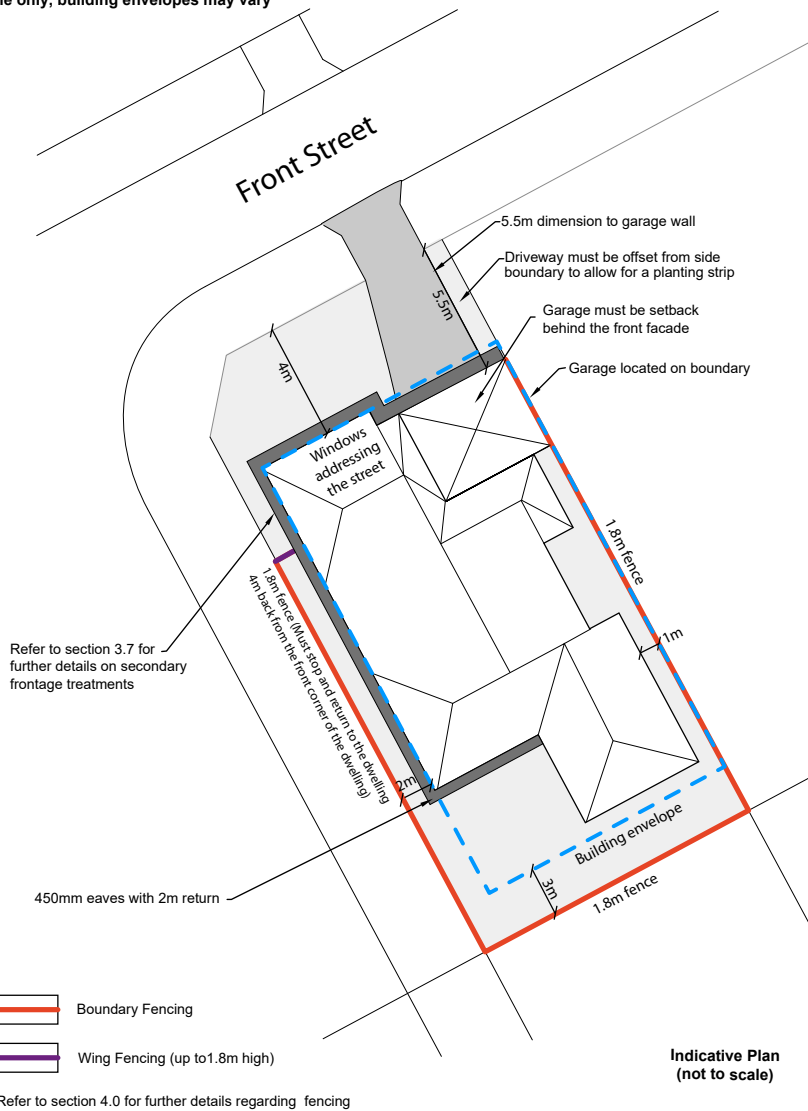 only; building envelopes may vary
Front Street
5.5m dimension to garage wall
Driveway must be offset from side
boundary to allow for a planting strip
5.5m
Garage must be setback
behind the front facade
4m
Garage located on boundary
Windows
addressing
the street
1.8m fence
1.8m fence (Must stop and return to the dwelling
4m back from the front corner of the dwelling)
1m
Refer to section 3.7 for
further details on secondary
frontage treatments
2m
Building envelope
450mm eaves with 2m return
3m
1.8m fence
Boundary Fencing
Wing Fencing (up to1.8m high)
Indicative Plan
(not to scale)
Refer to section 4.0 for further details regarding fencing